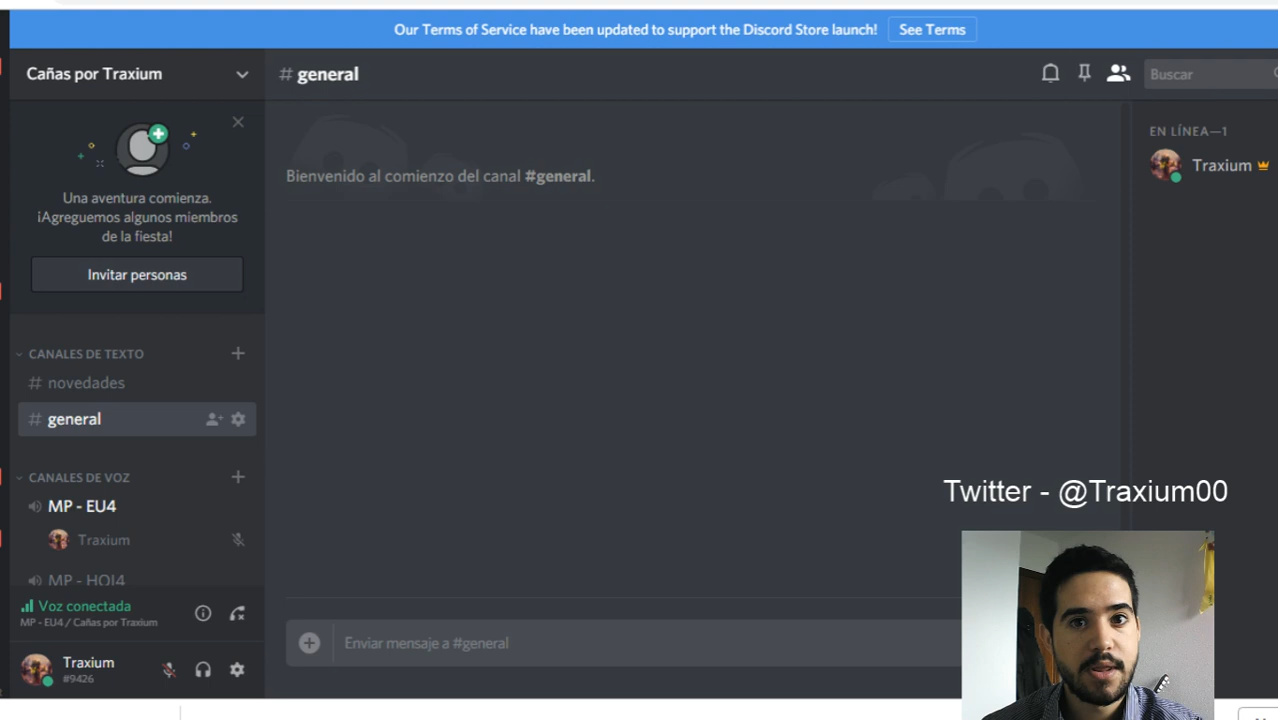 Our Terms of Service have been updated to support the Discord Store launch! See Terms
Cañas por Traxium
# general
Buscar
Una aventura comienza.
¡Agreguemos algunos miembros
de la fiesta!
Invitar personas
Bienvenido al comienzo del canal #general.
EN LÍNEA—1
Traxium
CANALES DE TEXTO
# novedades
# general
CANALES DE VOZ
MP - EU4
Traxium
MP - HOI4
Voz conectada
MP - EU4 / Cañas por Traxium
Traxium
#9426
Enviar mensaje a #general
Twitter - @Traxium00